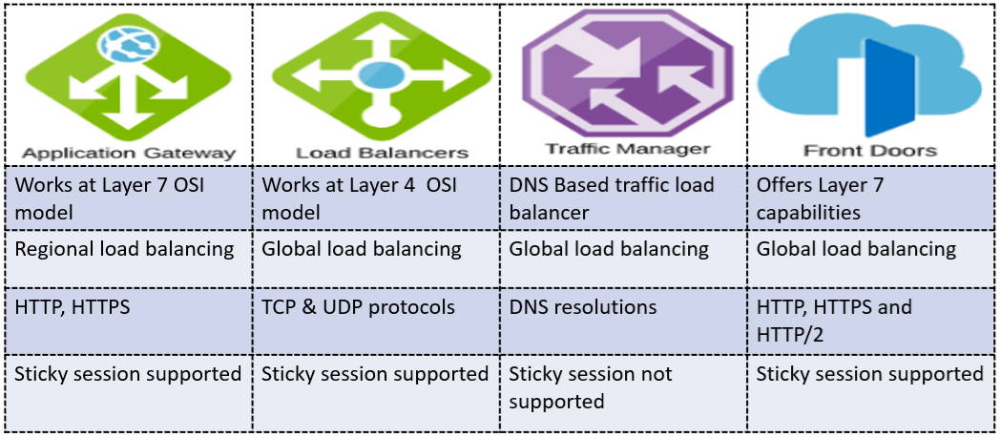 Application Gateway
Load Balancers
Traffic Manager
Front Doors
Works at Layer 7 OSI
model
Works at Layer 4 OSI
model
DNS Based traffic load
balancer
Offers Layer 7
capabilities
Regional load balancing
Global load balancing
Global load balancing
Global load balancing
HTTP, HTTPS
TCP & UDP protocols
DNS resolutions
HTTP, HTTPS and
HTTP/2
Sticky session supported
Sticky session supported
Sticky session not
supported
Sticky session supported